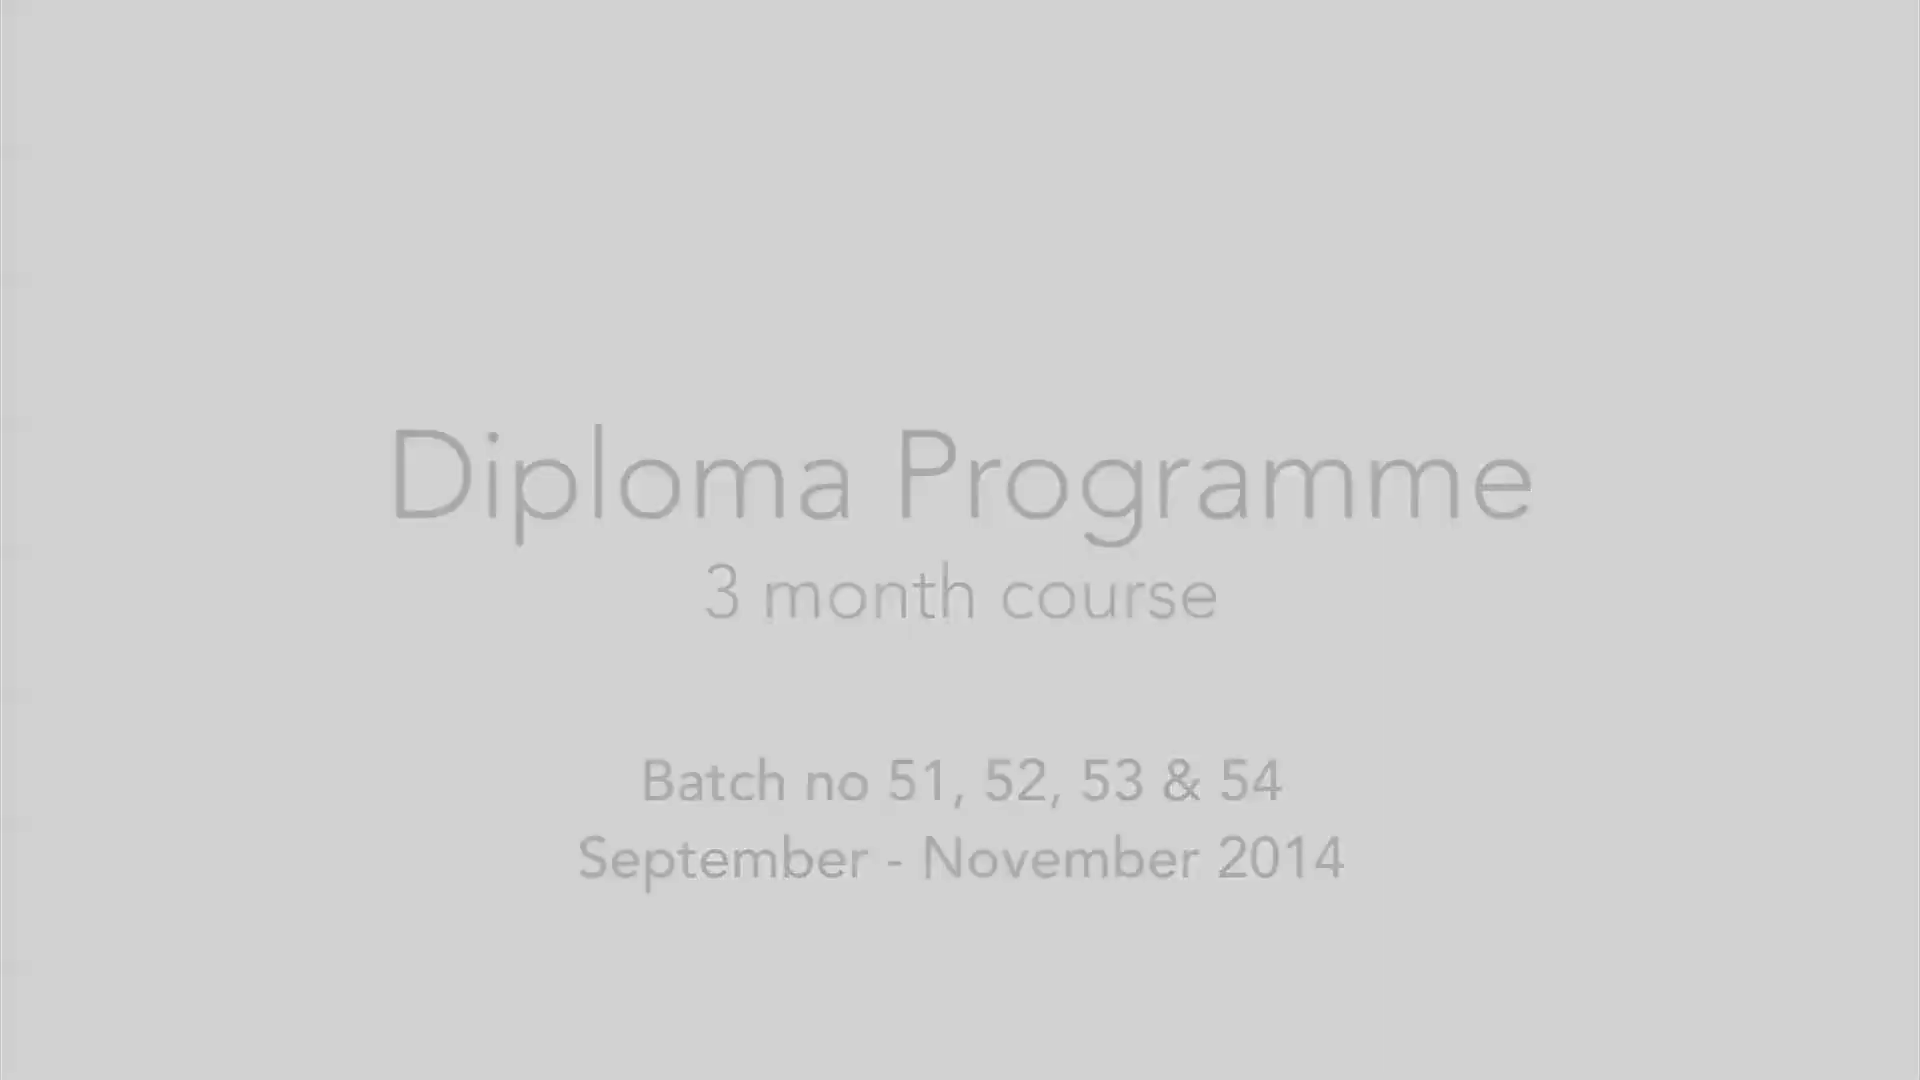 Diploma Programme
3 month course
Batch no 51, 52, 53 & 54
September - November 2014